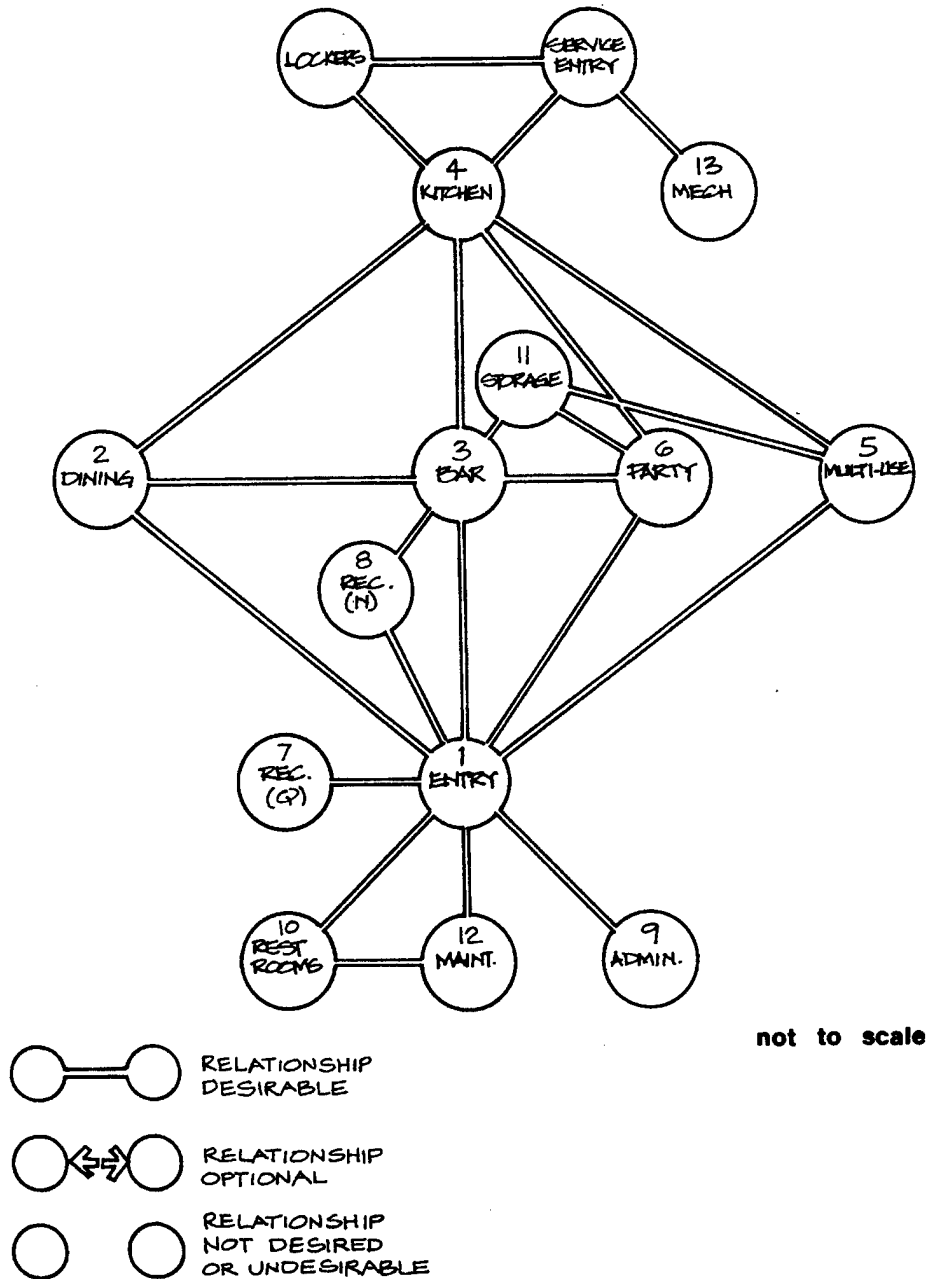 LOCKERS
SERVICE
ENTRY
4
KITCHEN
13
MECH
11
STORAGE
2
DINING
3
BAR
6
PARTY
5
MULTI-USE
8
REC.
(N)
7
REC.
(Q)
1
ENTRY
10
REST
ROOMS
12
MAINT.
9
ADMIN.
not to scale
RELATIONSHIP
DESIRABLE
RELATIONSHIP
OPTIONAL
RELATIONSHIP
NOT DESIRED
OR UNDESIRABLE